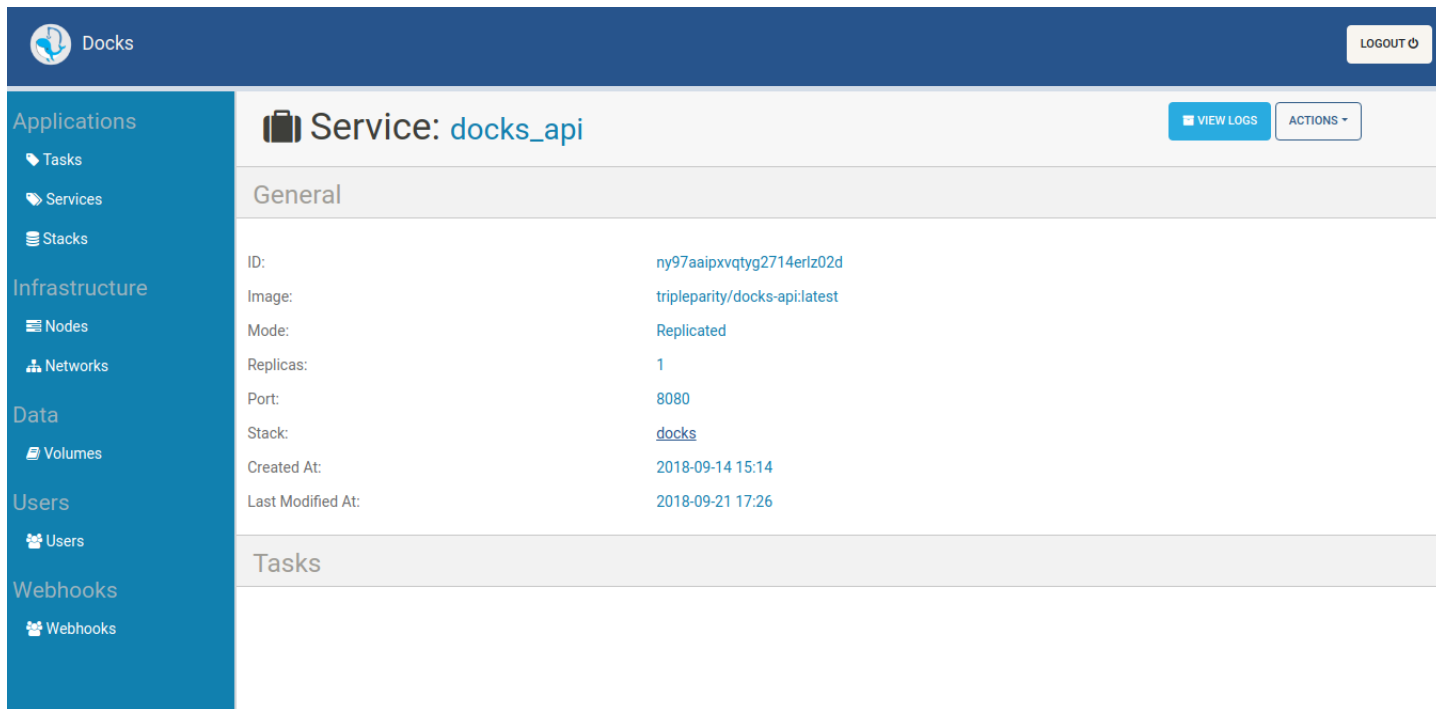 Docks
LOGOUT
Applications
Tasks
Services
Stacks
Infrastructure
Nodes
Networks
Data
Volumes
Users
Users
Webhooks
Webhooks
Service: docks_api
VIEW LOGS
ACTIONS
General
ID: ny97aaipxvqtyg2714erlz02d
Image: tripleparity/docks-api:latest
Mode: Replicated
Replicas: 1
Port: 8080
Stack: docks
Created At: 2018-09-14 15:14
Last Modified At: 2018-09-21 17:26
Tasks